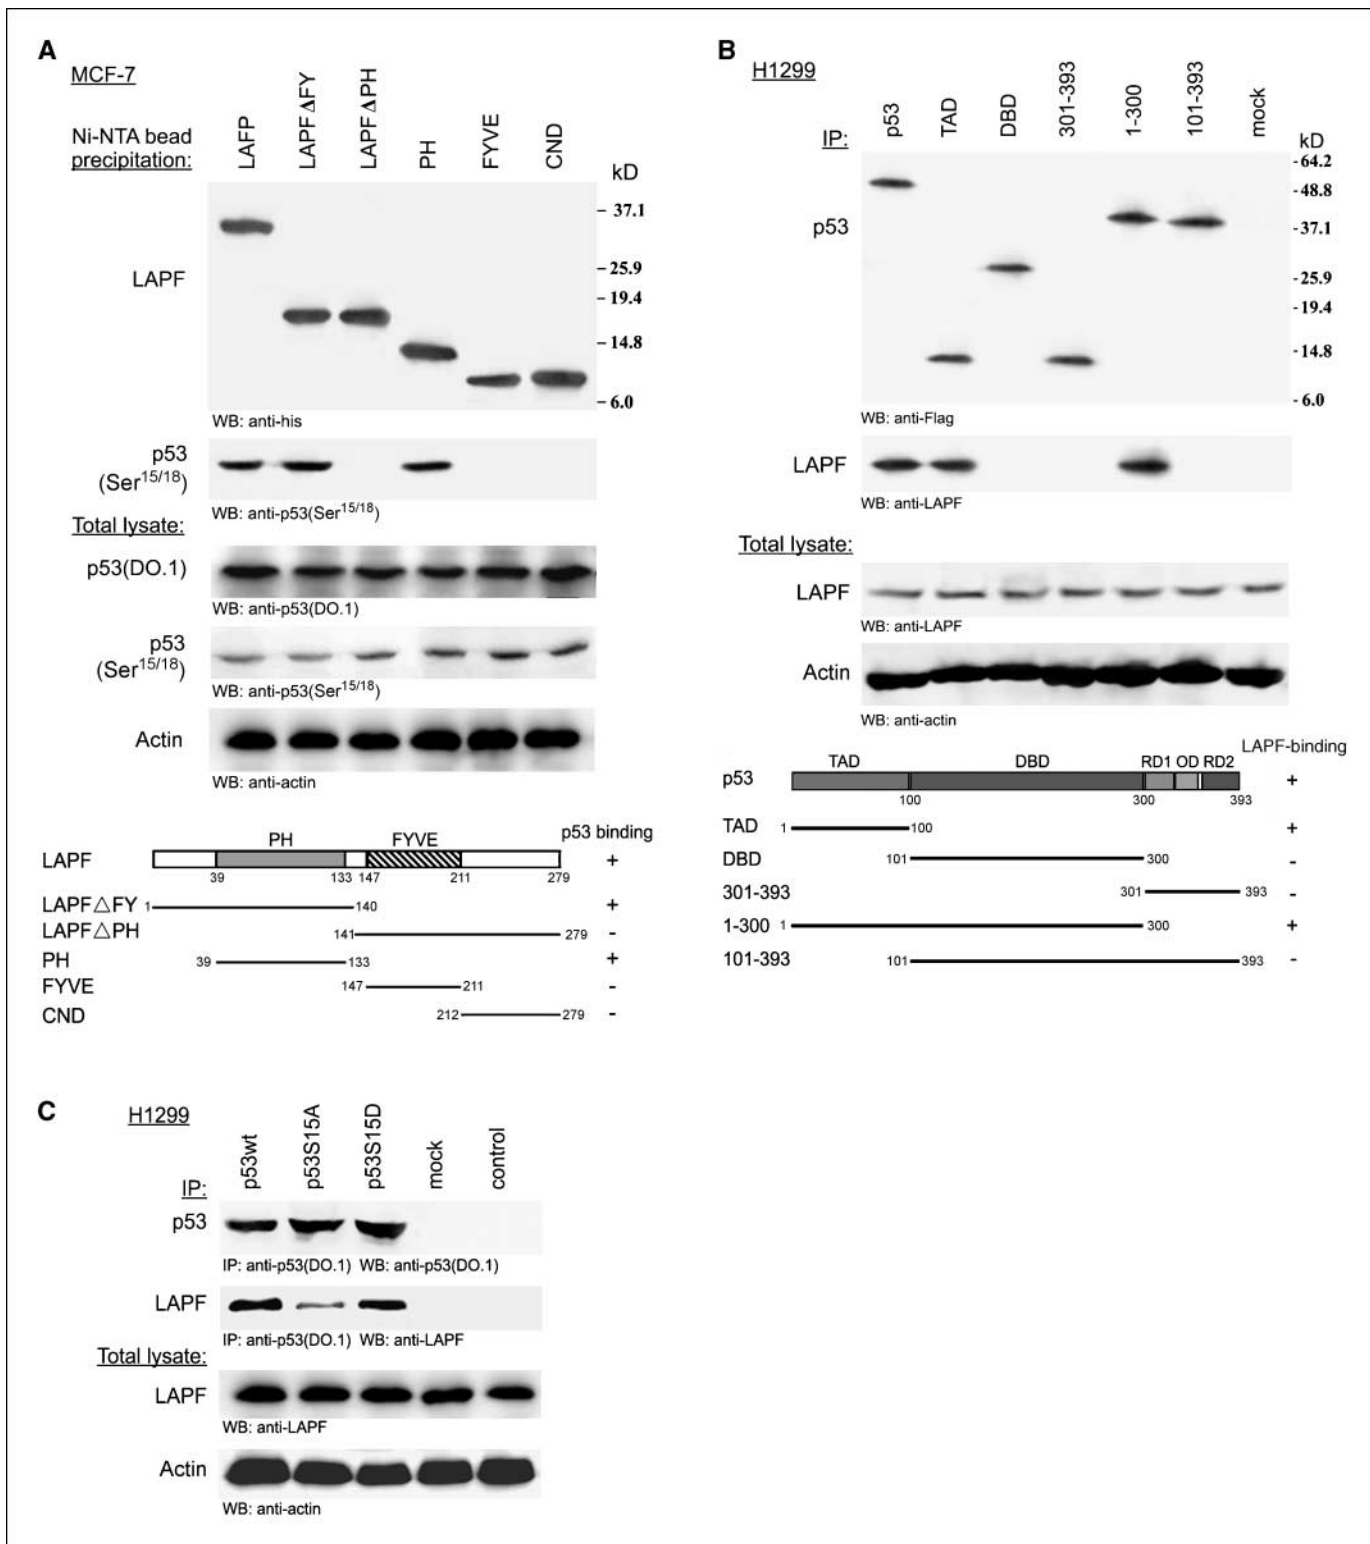 A
MCF-7
Ni-NTA bead
precipitation:
LAFP
LAPF ΔFY
LAPF ΔPH
PH
FYVE
CND
kD
LAPF
37.1
25.9
19.4
14.8
6.0
WB: anti-his
p53
(Ser15/18)
WB: anti-p53(Ser15/18)
Total lysate:
p53(DO.1)
WB: anti-p53(DO.1)
p53
(Ser15/18)
WB: anti-p53(Ser15/18)
Actin
WB: anti-actin
PH FYVE p53 binding
LAPF +
39 133 147 211 279
LAPF△FY 1 140 +
LAPF△PH 141 279 -
PH 39 133 +
FYVE 147 211 -
CND 212 279 -
B
H1299
IP:
p53
TAD
DBD
301-393
1-300
101-393
mock
kD
p53
-64.2
-48.8
-37.1
-25.9
-19.4
-14.8
-6.0
WB: anti-Flag
LAPF
WB: anti-LAPF
Total lysate:
LAPF
WB: anti-LAPF
Actin
WB: anti-actin
LAPF-binding
TAD DBD RD1 OD RD2
p53 +
100 300 393
TAD 1 100 +
DBD 101 300 -
301-393 301 393 -
1-300 1 300 +
101-393 101 393 -
C
H1299
IP:
p53wt
p53S15A
p53S15D
mock
control
p53
IP: anti-p53(DO.1) WB: anti-p53(DO.1)
LAPF
IP: anti-p53(DO.1) WB: anti-LAPF
Total lysate:
LAPF
WB: anti-LAPF
Actin
WB: anti-actin